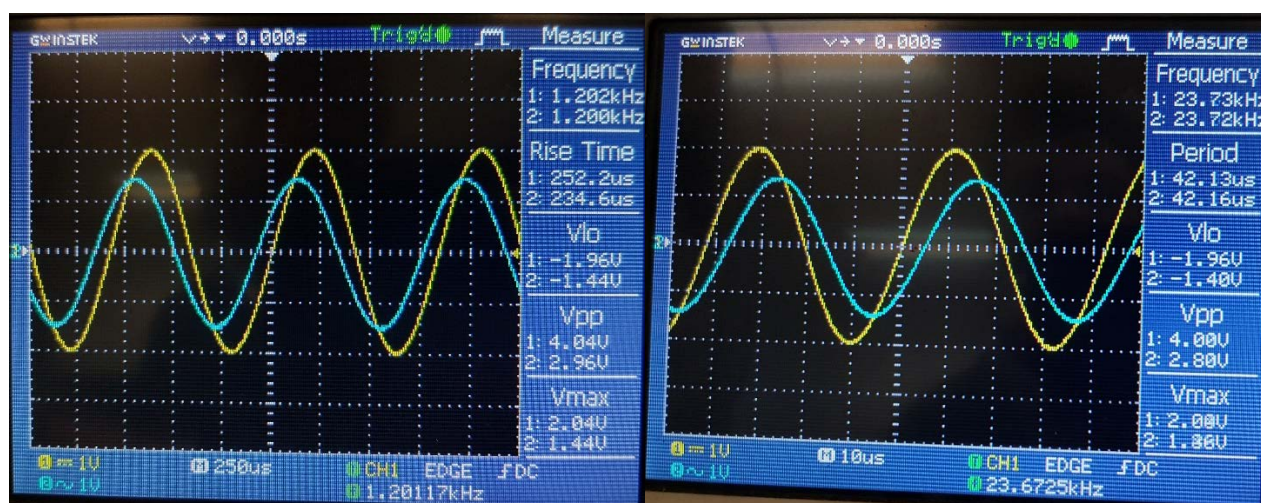 GW INSTEK 0.000s Trig'd Measure
Frequency
1: 1.202kHz
2: 1.200kHz
Rise Time
1: 252.2us
2: 234.6us
Vlo
1: -1.96V
2: -1.44V
Vpp
1: 4.04V
2: 2.96V
Vmax
1: 2.04V
2: 1.44V
1 1V M 250us CH1 EDGE DC
2 ~ 1V 1.20117kHz
GW INSTEK 0.000s Trig'd Measure
Frequency
1: 23.73kHz
2: 23.72kHz
Period
1: 42.13us
2: 42.16us
Vlo
1: -1.96V
2: -1.40V
Vpp
1: 4.00V
2: 2.80V
Vmax
1: 2.00V
2:
1 1V M 10us CH1 EDGE DC
2 ~ 1V 23.6725kHz